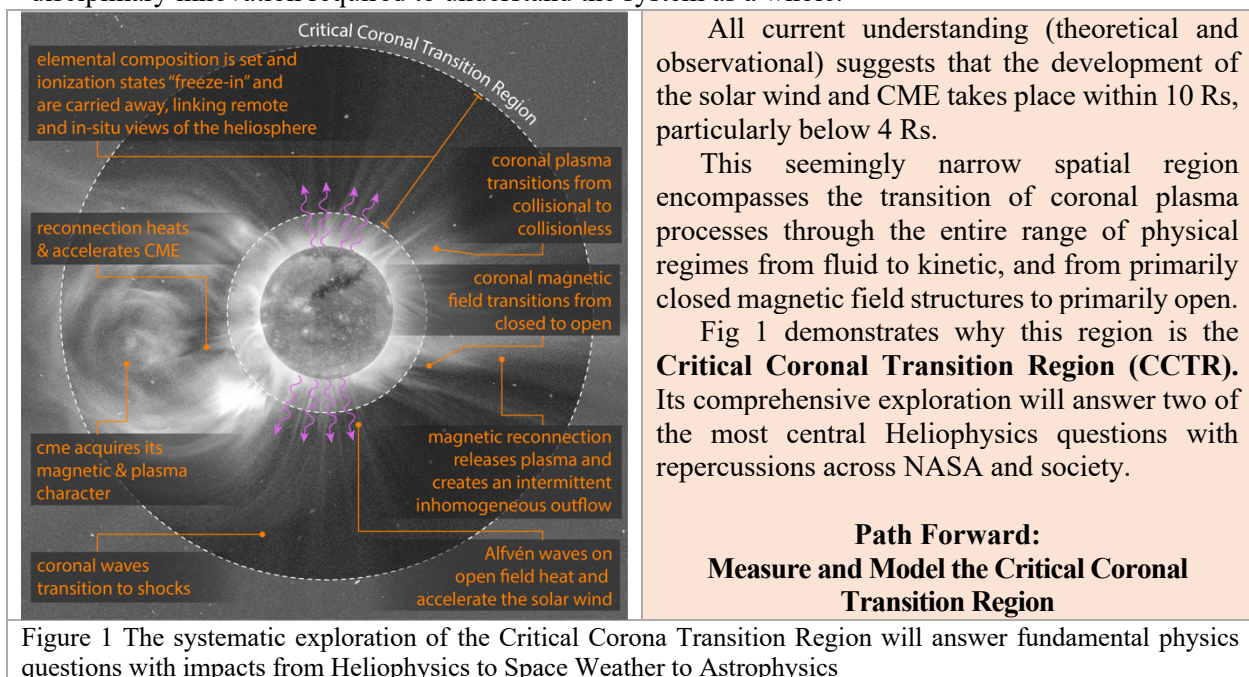 disciplinary innovation required to understand the system as a whole.
Critical Coronal Transition Region
elemental composition is set and
ionization states “freeze-in” and
are carried away, linking remote
and in-situ views of the heliosphere
coronal plasma
transitions from
collisional to
collisionless
reconnection heats
& accelerates CME
coronal magnetic
field transitions from
closed to open
cme acquires its
magnetic & plasma
character
magnetic reconnection
releases plasma and
creates an intermittent
inhomogeneous outflow
coronal waves
transition to shocks
Alfvén waves on
open field heat and
accelerate the solar wind
All current understanding (theoretical and
observational) suggests that the development of
the solar wind and CME takes place within 10 Rs,
particularly below 4 Rs.
This seemingly narrow spatial region
encompasses the transition of coronal plasma
processes through the entire range of physical
regimes from fluid to kinetic, and from primarily
closed magnetic field structures to primarily open.
Fig 1 demonstrates why this region is the
Critical Coronal Transition Region (CCTR).
Its comprehensive exploration will answer two of
the most central Heliophysics questions with
repercussions across NASA and society.
Path Forward:
Measure and Model the Critical Coronal
Transition Region
Figure 1 The systematic exploration of the Critical Corona Transition Region will answer fundamental physics
questions with impacts from Heliophysics to Space Weather to Astrophysics